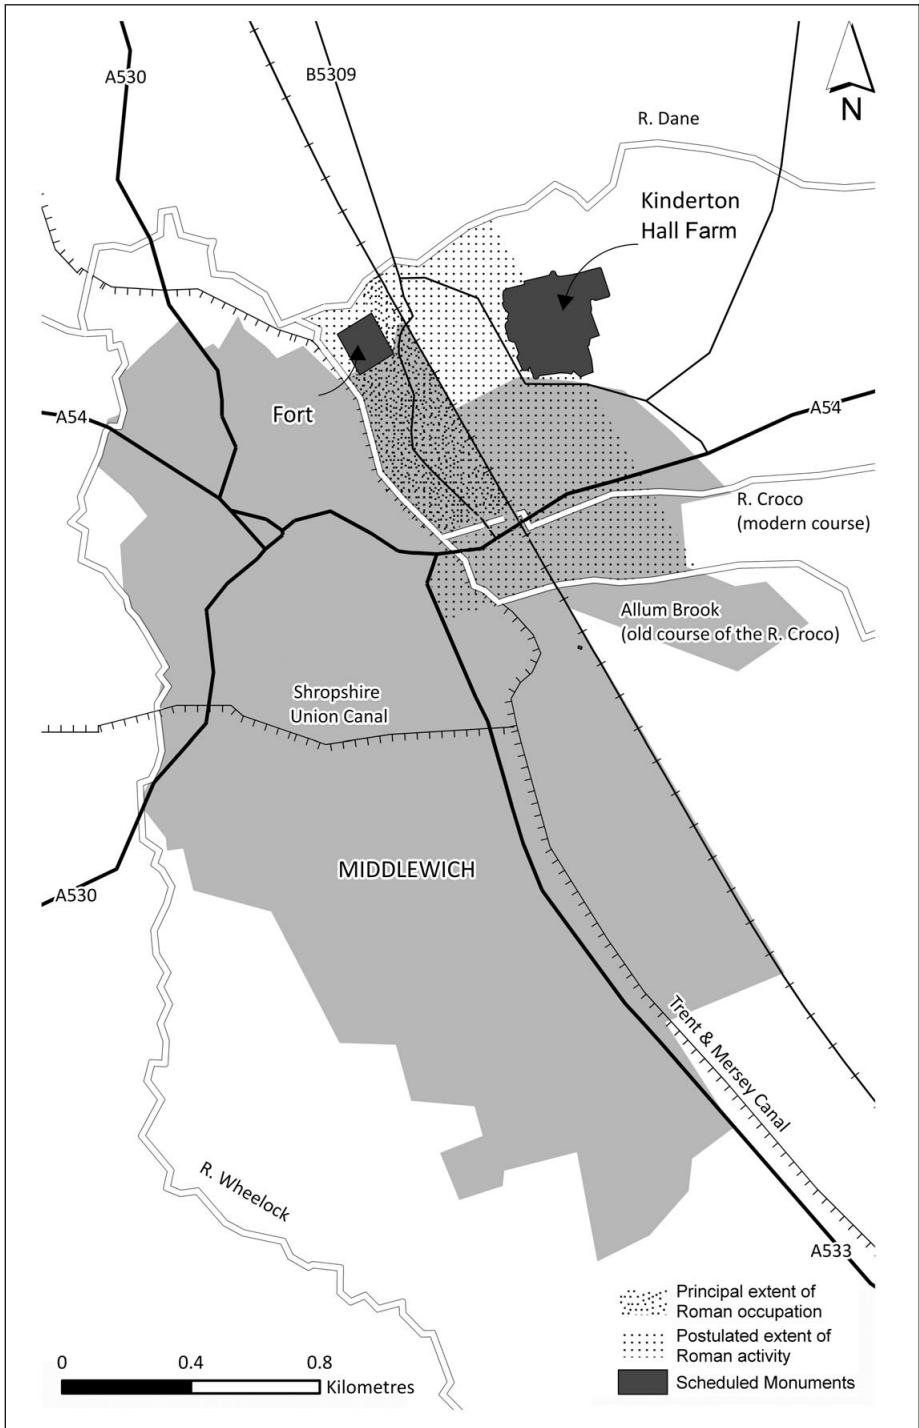 A530
B5309
N
R. Dane
Kinderton
Hall Farm
Fort
A54
A54
R. Croco
(modern course)
Allum Brook
(old course of the R. Croco)
Shropshire
Union Canal
MIDDLEWICH
A530
Trent & Mersey Canal
R. Wheelock
A533
Principal extent of
Roman occupation
Postulated extent of
Roman activity
Scheduled Monuments
0 0.4 0.8
Kilometres